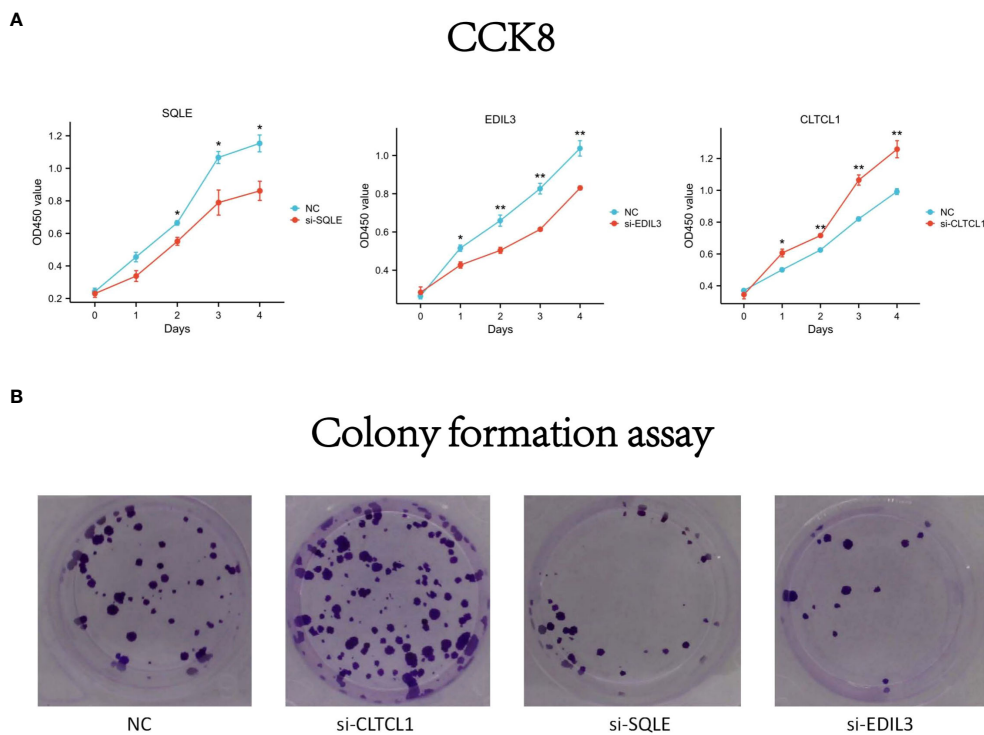 A
CCK8
SQLE
OD450 value
1.2
1.0
0.8
0.6
0.4
0.2
*
*
*
0 1 2 3 4
Days
NC
si-SQLE
EDIL3
OD450 value
1.0
0.8
0.6
0.4
*
**
**
**
0 1 2 3 4
Days
NC
si-EDIL3
CLTCL1
OD450 value
1.2
1.0
0.8
0.6
0.4
*
**
**
**
0 1 2 3 4
Days
NC
si-CLTCL1
B
Colony formation assay
NC
si-CLTCL1
si-SQLE
si-EDIL3